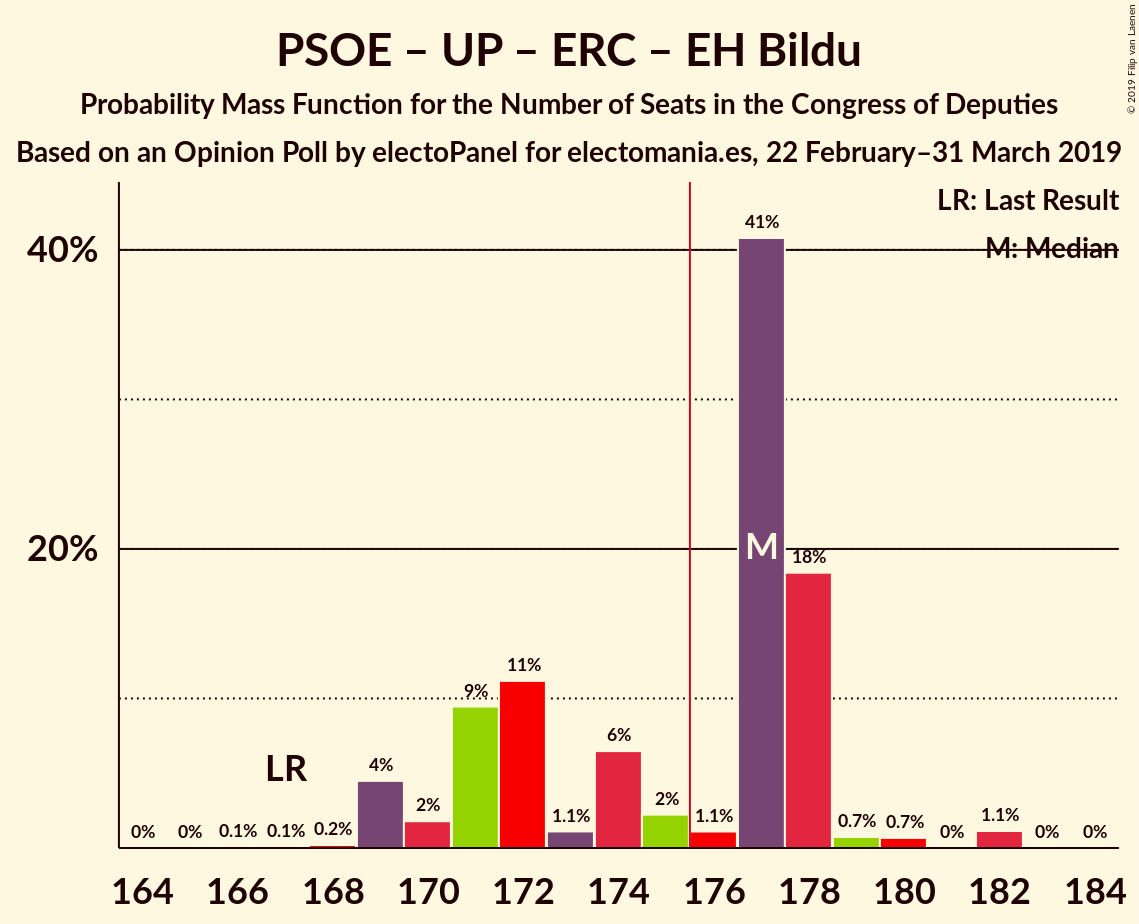 PSOE – UP – ERC – EH Bildu
Probability Mass Function for the Number of Seats in the Congress of Deputies
Based on an Opinion Poll by electoPanel for electomania.es, 22 February–31 March 2019
© 2019 Filip van Laenen
LR: Last Result
M: Median
40%
20%
0%
0%
0.1%
0.1%
LR
0.2%
4%
2%
9%
11%
1.1%
6%
2%
1.1%
41%
M
18%
0.7%
0.7%
0%
1.1%
0%
0%
164 166 168 170 172 174 176 178 180 182 184